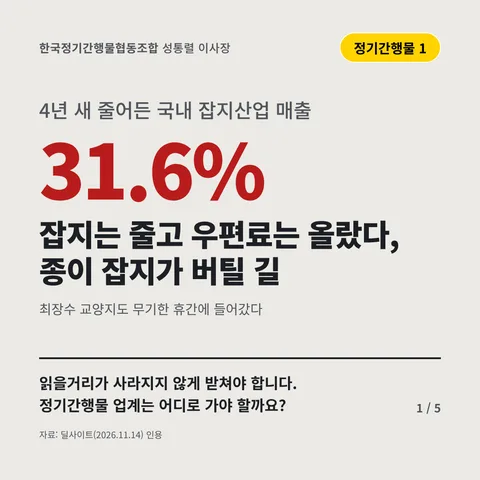 한국정기간행물협동조합 성통렬 이사장
정기간행물 1
4년 새 줄어든 국내 잡지산업 매출
31.6%
잡지는 줄고 우편료는 올랐다,
종이 잡지가 버틸 길
최장수 교양지도 무기한 휴간에 들어갔다
읽을거리가 사라지지 않게 받쳐야 합니다.
정기간행물 업계는 어디로 가야 할까요?
1 / 5
자료: 딜사이트(2026.11.14) 인용